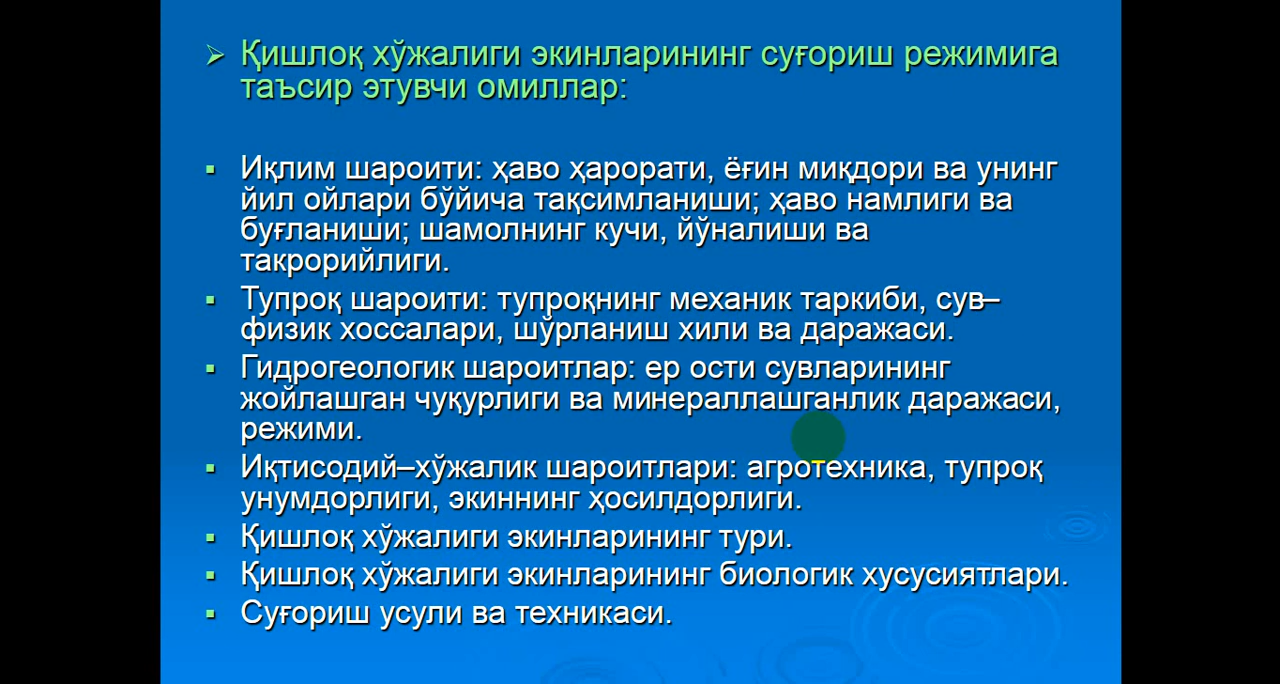 Қишлоқ хўжалиги экинларининг суғориш режимига
таъсир этувчи омиллар:
Иқлим шароити: ҳаво ҳарорати, ёғин миқдори ва унинг
йил ойлари бўйича тақсимланиши; ҳаво намлиги ва
буғланиши; шамолнинг кучи, йўналиши ва
такрорийлиги.
Тупроқ шароити: тупроқнинг механик таркиби, сув–
физик хоссалари, шўрланиш хили ва даражаси.
Гидрогеологик шароитлар: ер ости сувларининг
жойлашган чуқурлиги ва минераллашганлик даражаси,
режими.
Иқтисодий–хўжалик шароитлари: агротехника, тупроқ
унумдорлиги, экиннинг ҳосилдорлиги.
Қишлоқ хўжалиги экинларининг тури.
Қишлоқ хўжалиги экинларининг биологик хусусиятлари.
Суғориш усули ва техникаси.